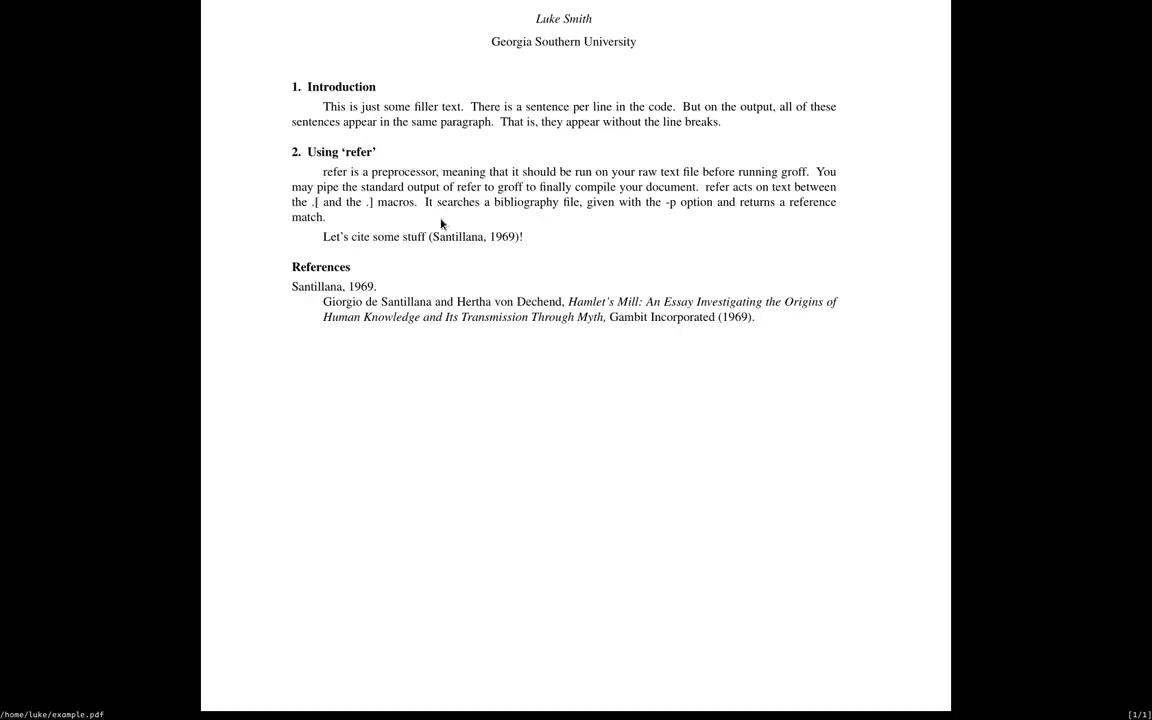 Luke Smith
Georgia Southern University
1. Introduction
This is just some filler text. There is a sentence per line in the code. But on the output, all of these
sentences appear in the same paragraph. That is, they appear without the line breaks.
2. Using ‘refer’
refer is a preprocessor, meaning that it should be run on your raw text file before running groff. You
may pipe the standard output of refer to groff to finally compile your document. refer acts on text between
the .[ and the .] macros. It searches a bibliography file, given with the -p option and returns a reference
match.
Let’s cite some stuff (Santillana, 1969)!
References
Santillana, 1969.
Giorgio de Santillana and Hertha von Dechend, Hamlet’s Mill: An Essay Investigating the Origins of
Human Knowledge and Its Transmission Through Myth, Gambit Incorporated (1969).
/home/luke/example.pdf [1/1]